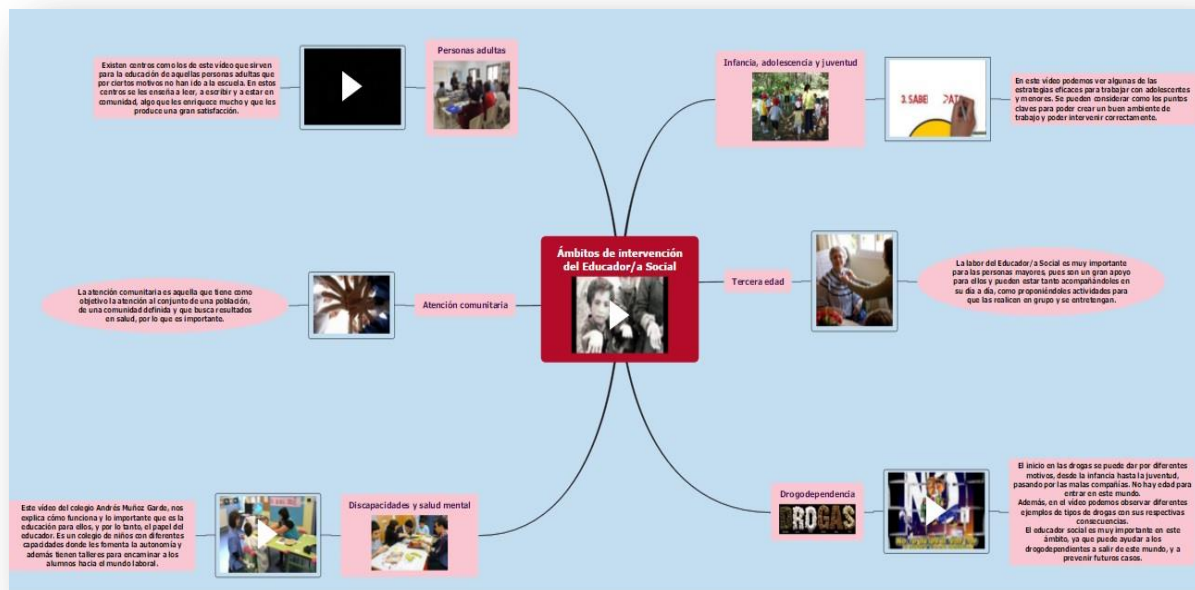 Ámbitos de intervención
del Educador/a Social
Personas adultas
Existen centros como los de este vídeo que sirven
para la educación de aquellas personas adultas que
por ciertos motivos no han ido a la escuela. En estos
centros se les enseña a leer, a escribir y a estar en
comunidad, algo que les enriquece mucho y que les
produce una gran satisfacción.
Infancia, adolescencia y juventud
3. SABE
En este vídeo podemos ver algunas de las
estrategias eficaces para trabajar con adolescentes
y menores. Se pueden considerar como los puntos
claves para poder crear un buen ambiente de
trabajo y poder intervenir correctamente.
Atención comunitaria
La atención comunitaria es aquella que tiene como
objetivo la atención al conjunto de una población,
de una comunidad definida y que busca resultados
en salud, por lo que es importante.
Tercera edad
La labor del Educador/a Social es muy importante
para las personas mayores, pues son un gran apoyo
para ellos y pueden estar tanto acompañándoles en
su día a día, como proponiéndoles actividades para
que las realicen en grupo y se entretengan.
Discapacidades y salud mental
Este vídeo del colegio Andrés Muñoz Garde, nos
explica cómo funciona y lo importante que es la
educación para ellos, y por lo tanto, el papel del
educador. Es un colegio de niños con diferentes
capacidades donde les fomenta la autonomía y
además tienen talleres para encaminar a los
alumnos hacia el mundo laboral.
Drogodependencia
DROGAS
El inicio en las drogas se puede dar por diferentes
motivos, desde la infancia hasta la juventud,
pasando por las malas compañías. No hay edad para
entrar en este mundo.
Además, en el vídeo podemos observar diferentes
ejemplos de tipos de drogas con sus respectivas
consecuencias.
El educador social es muy importante en este
ámbito, ya que puede ayudar a los
drogodependientes a salir de este mundo, y a
prevenir futuros casos.